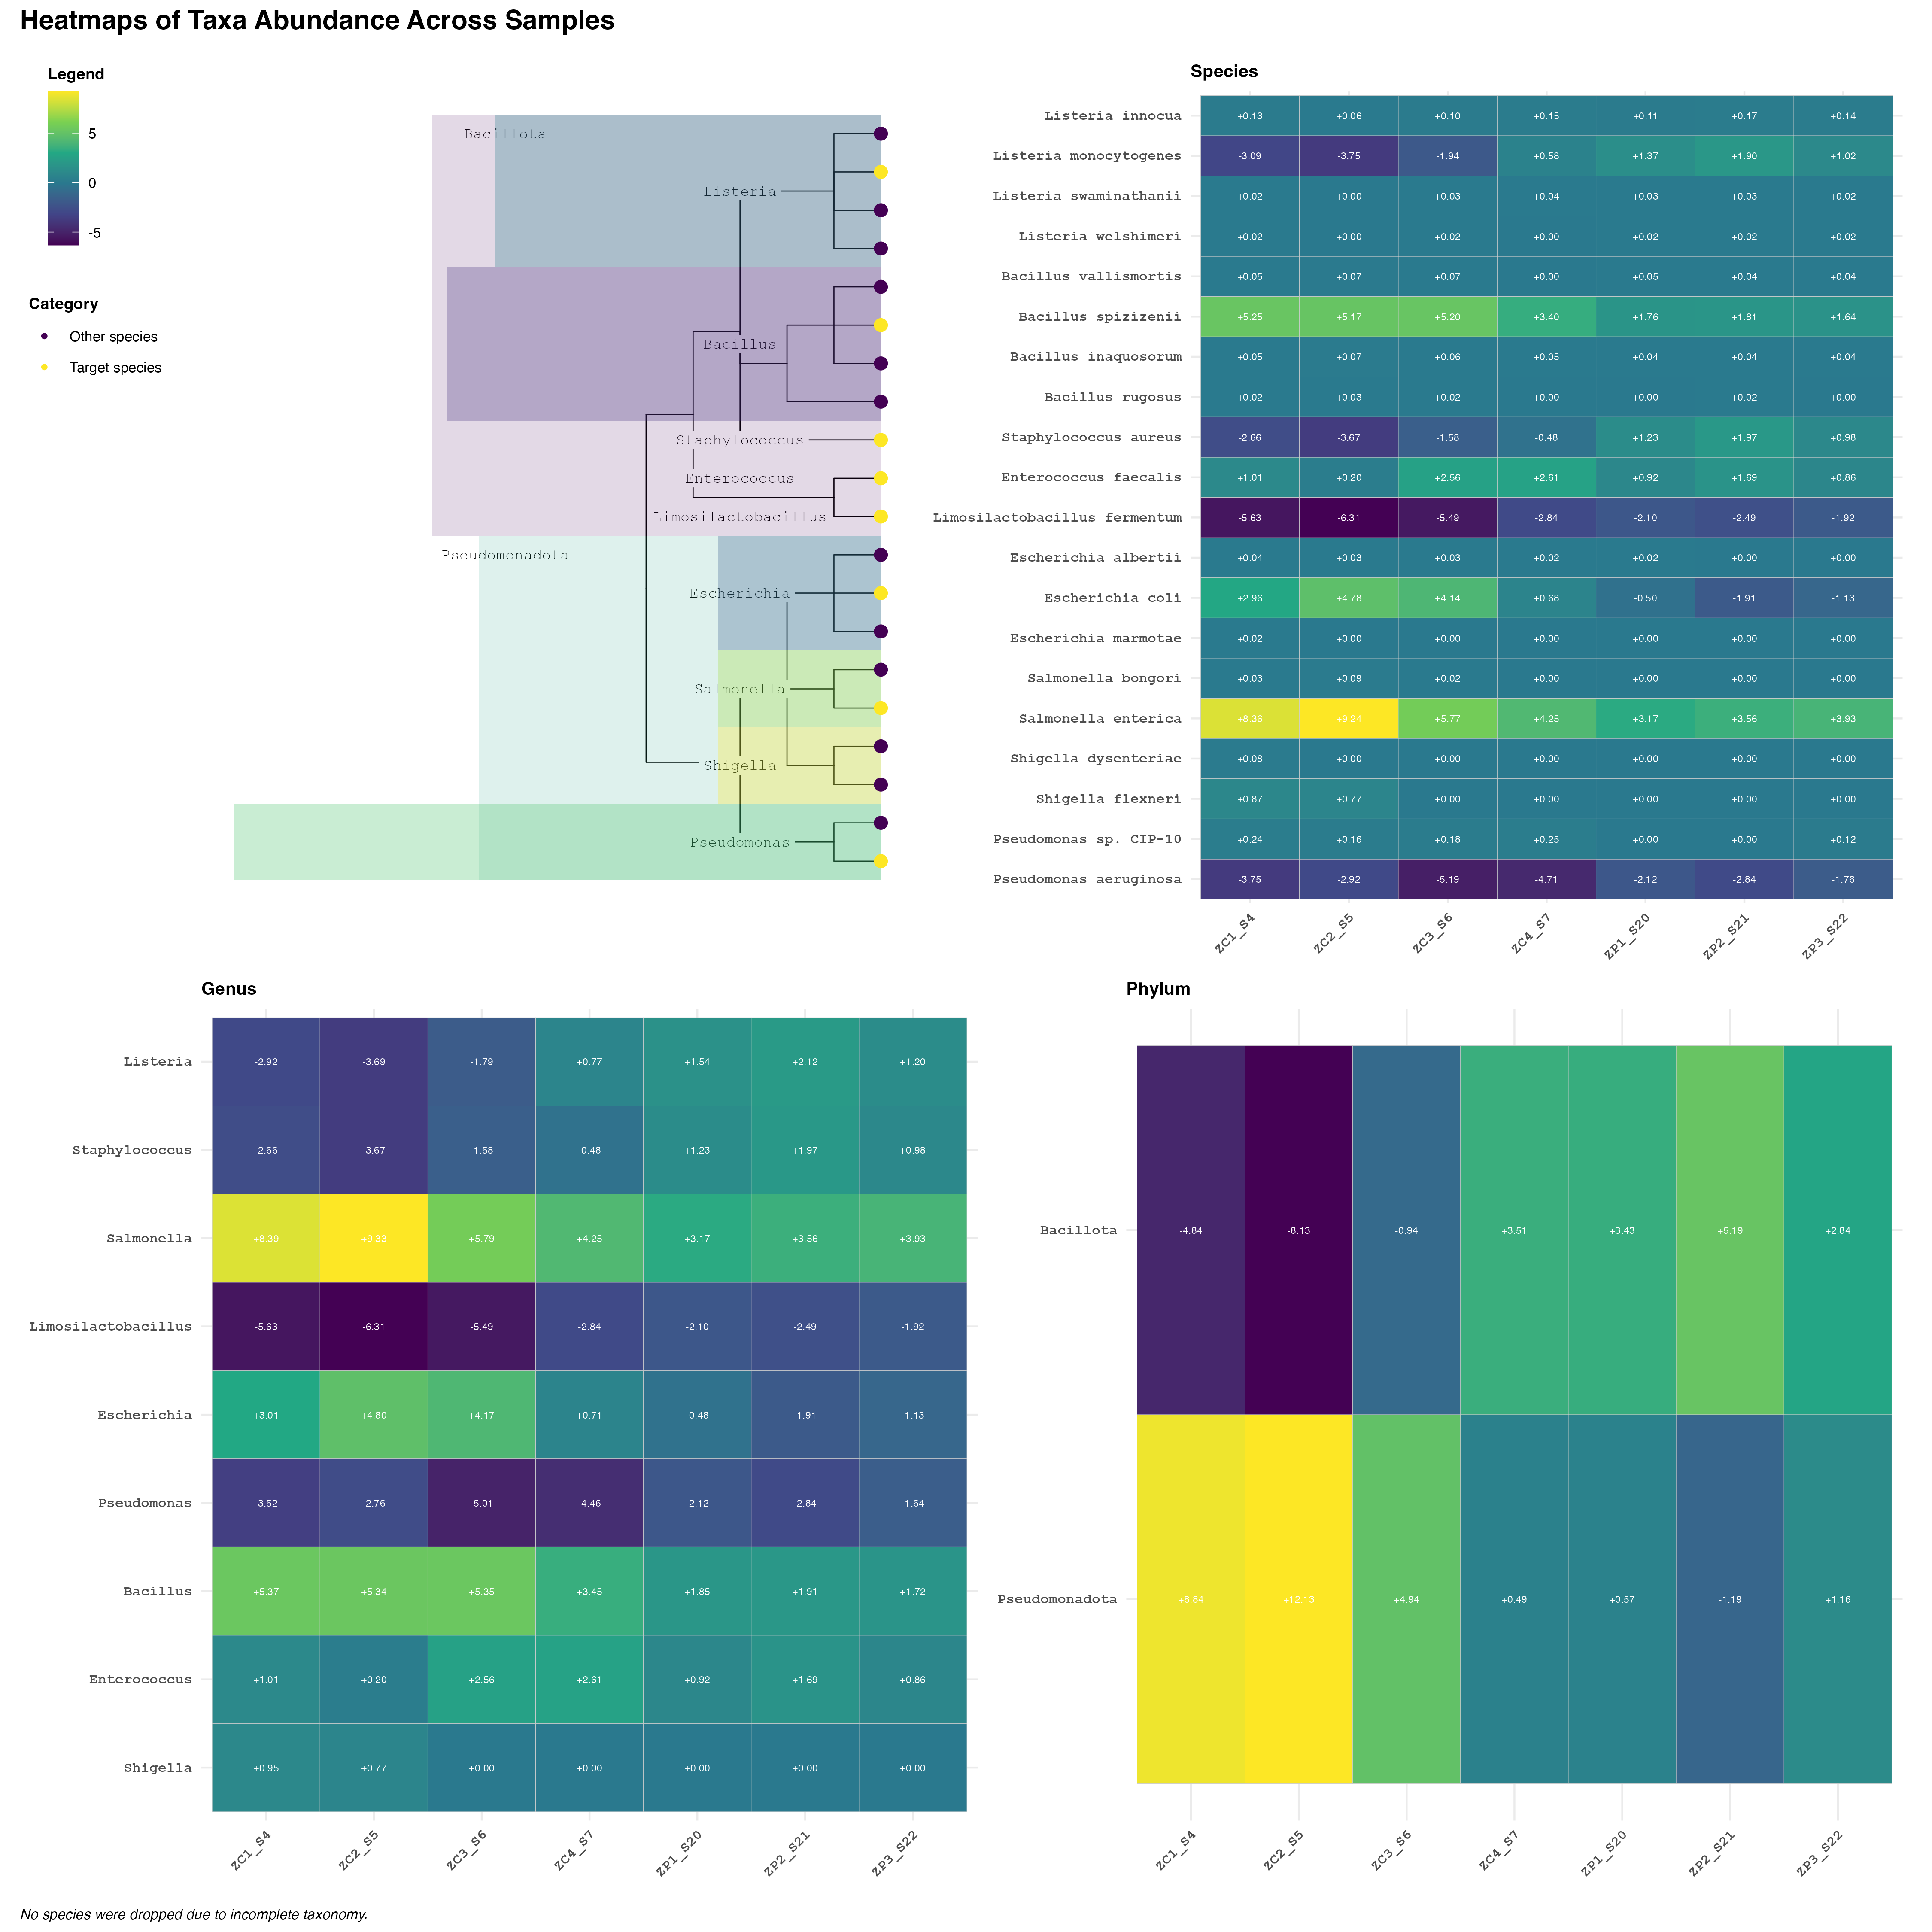 Heatmaps of Taxa Abundance Across Samples
Legend
5
0
-5
Category
Other species
Target species
Bacillota
Listeria
Bacillus
Staphylococcus
Enterococcus
Limosilactobacillus
Pseudomonadota
Escherichia
Salmonella
Shigella
Pseudomonas
Species
Listeria innocua +0.13 +0.06 +0.10 +0.15 +0.11 +0.17 +0.14
Listeria monocytogenes -3.09 -3.75 -1.94 +0.58 +1.37 +1.90 +1.02
Listeria swaminathanii +0.02 +0.00 +0.03 +0.04 +0.03 +0.03 +0.02
Listeria welshimeri +0.02 +0.00 +0.02 +0.00 +0.02 +0.02 +0.02
Bacillus vallismortis +0.05 +0.07 +0.07 +0.00 +0.05 +0.04 +0.04
Bacillus spizizenii +5.25 +5.17 +5.20 +3.40 +1.76 +1.81 +1.64
Bacillus inaquosorum +0.05 +0.07 +0.06 +0.05 +0.04 +0.04 +0.04
Bacillus rugosus +0.02 +0.03 +0.02 +0.00 +0.00 +0.02 +0.00
Staphylococcus aureus -2.66 -3.67 -1.58 -0.48 +1.23 +1.97 +0.98
Enterococcus faecalis +1.01 +0.20 +2.56 +2.61 +0.92 +1.69 +0.86
Limosilactobacillus fermentum -5.63 -6.31 -5.49 -2.84 -2.10 -2.49 -1.92
Escherichia albertii +0.04 +0.03 +0.03 +0.02 +0.02 +0.00 +0.00
Escherichia coli +2.96 +4.78 +4.14 +0.68 -0.50 -1.91 -1.13
Escherichia marmotae +0.02 +0.00 +0.00 +0.00 +0.00 +0.00 +0.00
Salmonella bongori +0.03 +0.09 +0.02 +0.00 +0.00 +0.00 +0.00
Salmonella enterica +8.36 +9.24 +5.77 +4.25 +3.17 +3.56 +3.93
Shigella dysenteriae +0.08 +0.00 +0.00 +0.00 +0.00 +0.00 +0.00
Shigella flexneri +0.87 +0.77 +0.00 +0.00 +0.00 +0.00 +0.00
Pseudomonas sp. CIP-10 +0.24 +0.16 +0.18 +0.25 +0.00 +0.00 +0.12
Pseudomonas aeruginosa -3.75 -2.92 -5.19 -4.71 -2.12 -2.84 -1.76
ZC1_S4 ZC2_S5 ZC3_S6 ZC4_S7 ZP1_S20 ZP2_S21 ZP3_S22
Genus
Listeria -2.92 -3.69 -1.79 +0.77 +1.54 +2.12 +1.20
Staphylococcus -2.66 -3.67 -1.58 -0.48 +1.23 +1.97 +0.98
Salmonella +8.39 +9.33 +5.79 +4.25 +3.17 +3.56 +3.93
Limosilactobacillus -5.63 -6.31 -5.49 -2.84 -2.10 -2.49 -1.92
Escherichia +3.01 +4.80 +4.17 +0.71 -0.48 -1.91 -1.13
Pseudomonas -3.52 -2.76 -5.01 -4.46 -2.12 -2.84 -1.64
Bacillus +5.37 +5.34 +5.35 +3.45 +1.85 +1.91 +1.72
Enterococcus +1.01 +0.20 +2.56 +2.61 +0.92 +1.69 +0.86
Shigella +0.95 +0.77 +0.00 +0.00 +0.00 +0.00 +0.00
ZC1_S4 ZC2_S5 ZC3_S6 ZC4_S7 ZP1_S20 ZP2_S21 ZP3_S22
Phylum
Bacillota -4.84 -8.13 -0.94 +3.51 +3.43 +5.19 +2.84
Pseudomonadota +8.84 +12.13 +4.94 +0.49 +0.57 -1.19 +1.16
ZC1_S4 ZC2_S5 ZC3_S6 ZC4_S7 ZP1_S20 ZP2_S21 ZP3_S22
No species were dropped due to incomplete taxonomy.